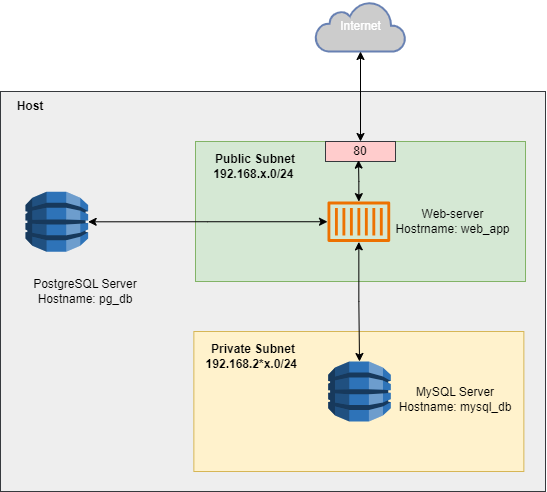 Internet
Host
80
Public Subnet
192.168.x.0/24
Web-server
Hostrname: web_app
PostgreSQL Server
Hostname: pg_db
Private Subnet
192.168.2*x.0/24
MySQL Server
Hostname: mysql_db